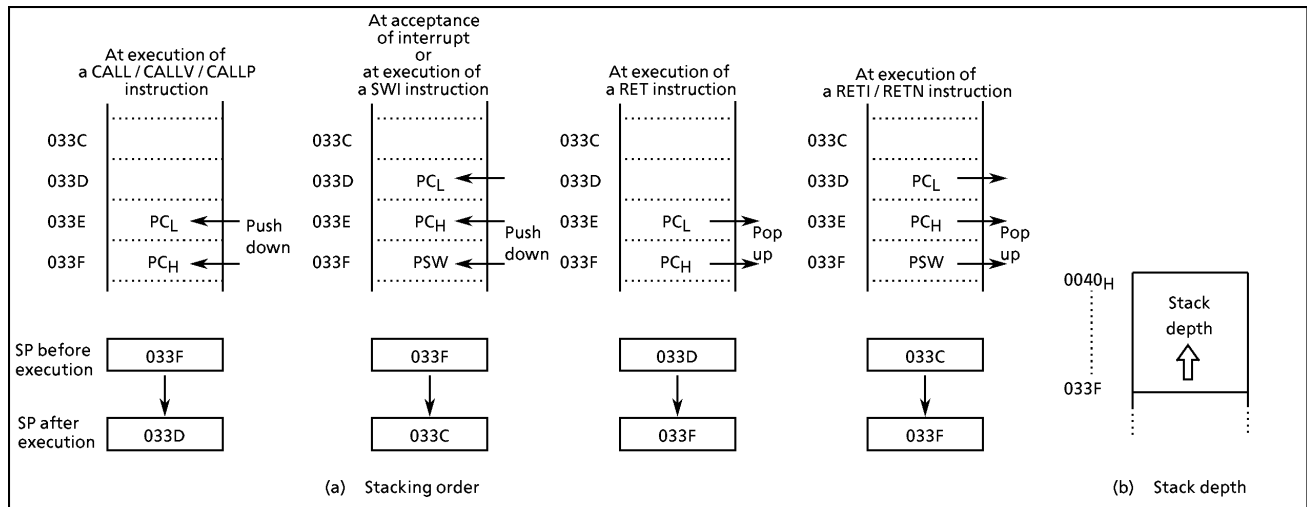 At execution of
a CALL / CALLV / CALLP
instruction
033C
033D
033E
033F
PCL
PCH
Push
down
At acceptance
of interrupt
or
at execution of
a SWI instruction
033C
033D
033E
033F
PCL
PCH
PSW
Push
down
At execution of
a RET instruction
033C
033D
033E
033F
PCL
PCH
Pop
up
At execution of
a RETI / RETN instruction
033C
033D
033E
033F
PCL
PCH
PSW
Pop
up
SP before
execution
033F
033F
033D
033C
SP after
execution
033D
033C
033F
033F
(a) Stacking order
0040H
Stack
depth
033F
(b) Stack depth